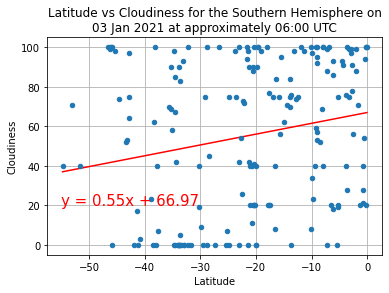 Latitude vs Cloudiness for the Southern Hemisphere on
03 Jan 2021 at approximately 06:00 UTC
100
80
60
40
20
0
Cloudiness
y = 0.55x + 66.97
−50
−40
−30
−20
−10
0
Latitude